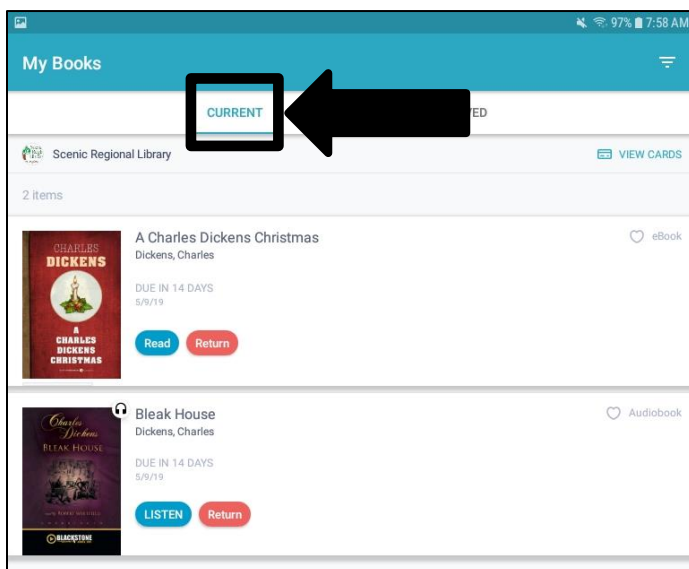 97% 7:58 AM
My Books
CURRENT
Scenic Regional Library
VIEW CARDS
2 items
A Charles Dickens Christmas
eBook
Dickens, Charles
DUE IN 14 DAYS
5/9/19
Read Return
CHARLES
DICKENS
A
CHARLES
DICKENS
CHRISTMAS
Bleak House
Audiobook
Dickens, Charles
DUE IN 14 DAYS
5/9/19
LISTEN Return
Charles
Dickens
BLEAK HOUSE
BLACKSTONE